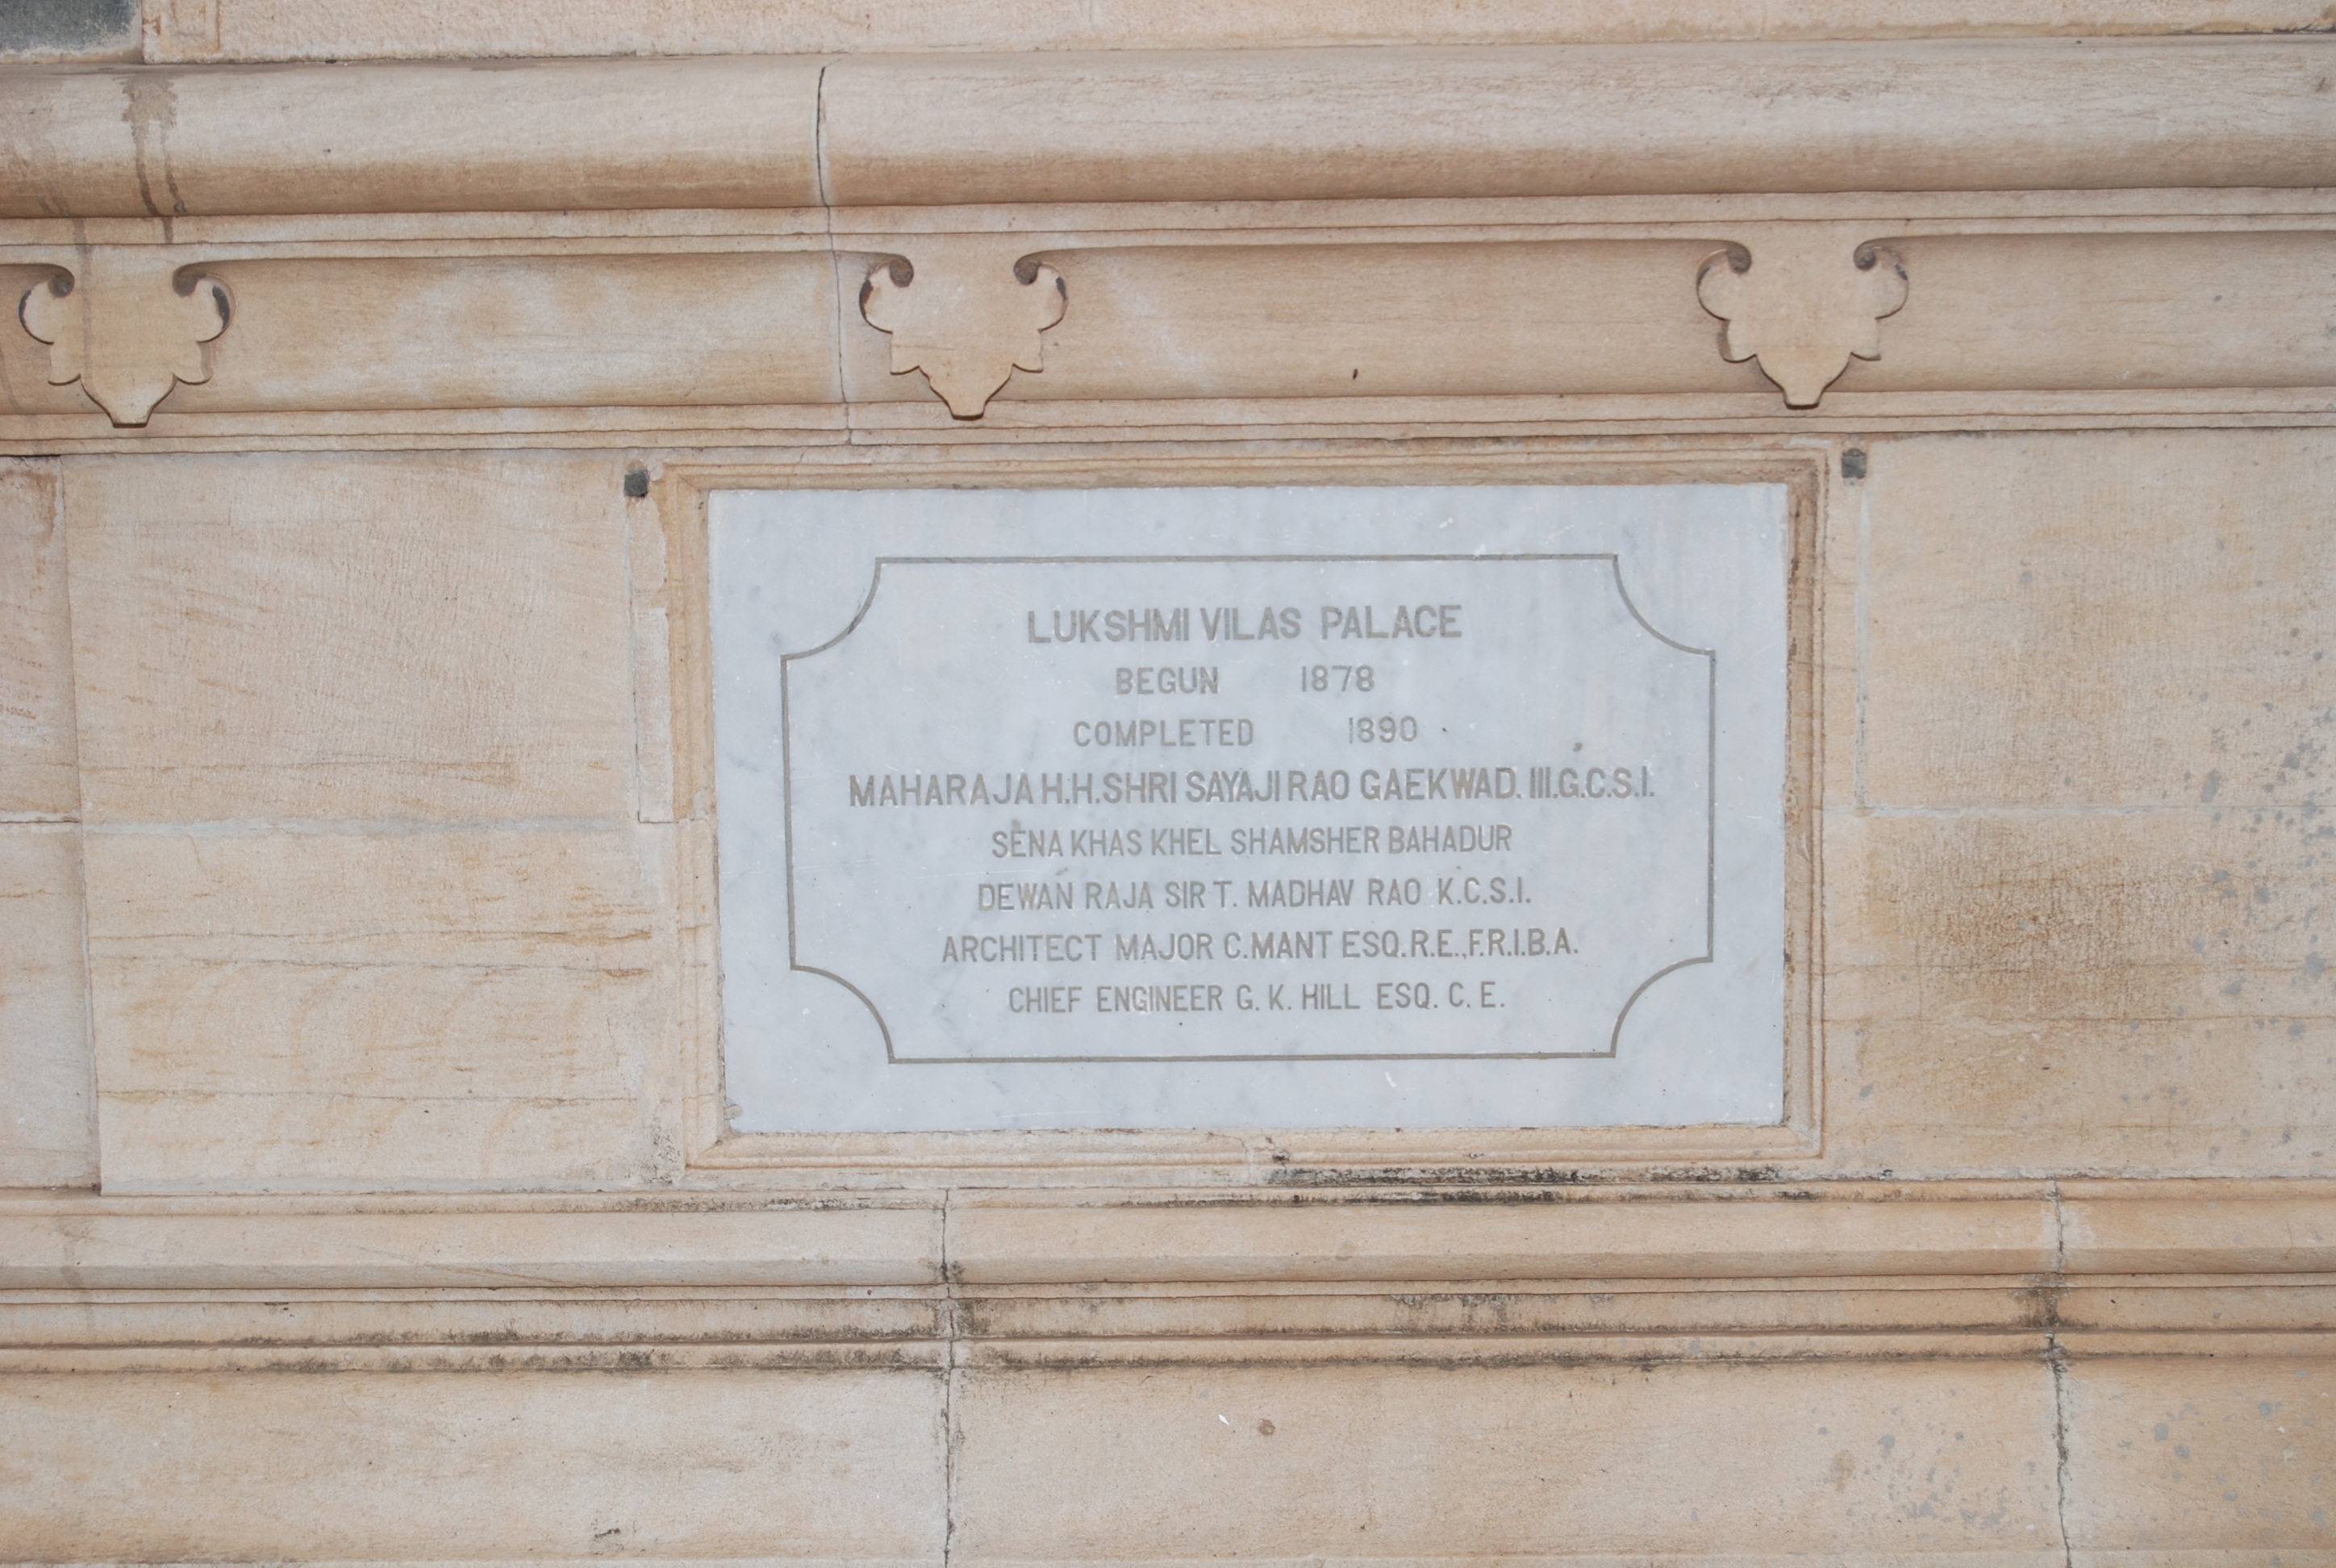 LUKSHMI VILAS PALACE
BEGUN 1878
COMPLETED 1890
MAHARAJA H.H.SHRI SAYAJI RAO GAEKWAD. III.G.C.S.I.
SENA KHAS KHEL SHAMSHER BAHADUR
DEWAN RAJA SIR T. MADHAV RAO K.C.S.I.
ARCHITECT MAJOR C.MANT ESQ.R.E.,F.R.I.B.A.
CHIEF ENGINEER G. K. HILL ESQ. C. E.